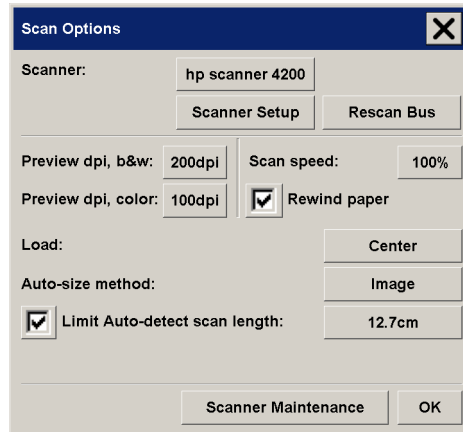 Scan Options
Scanner: hp scanner 4200
Scanner Setup Rescan Bus
Preview dpi, b&w: 200dpi Scan speed: 100%
Preview dpi, color: 100dpi Rewind paper
Load: Center
Auto-size method: Image
Limit Auto-detect scan length: 12.7cm
Scanner Maintenance OK